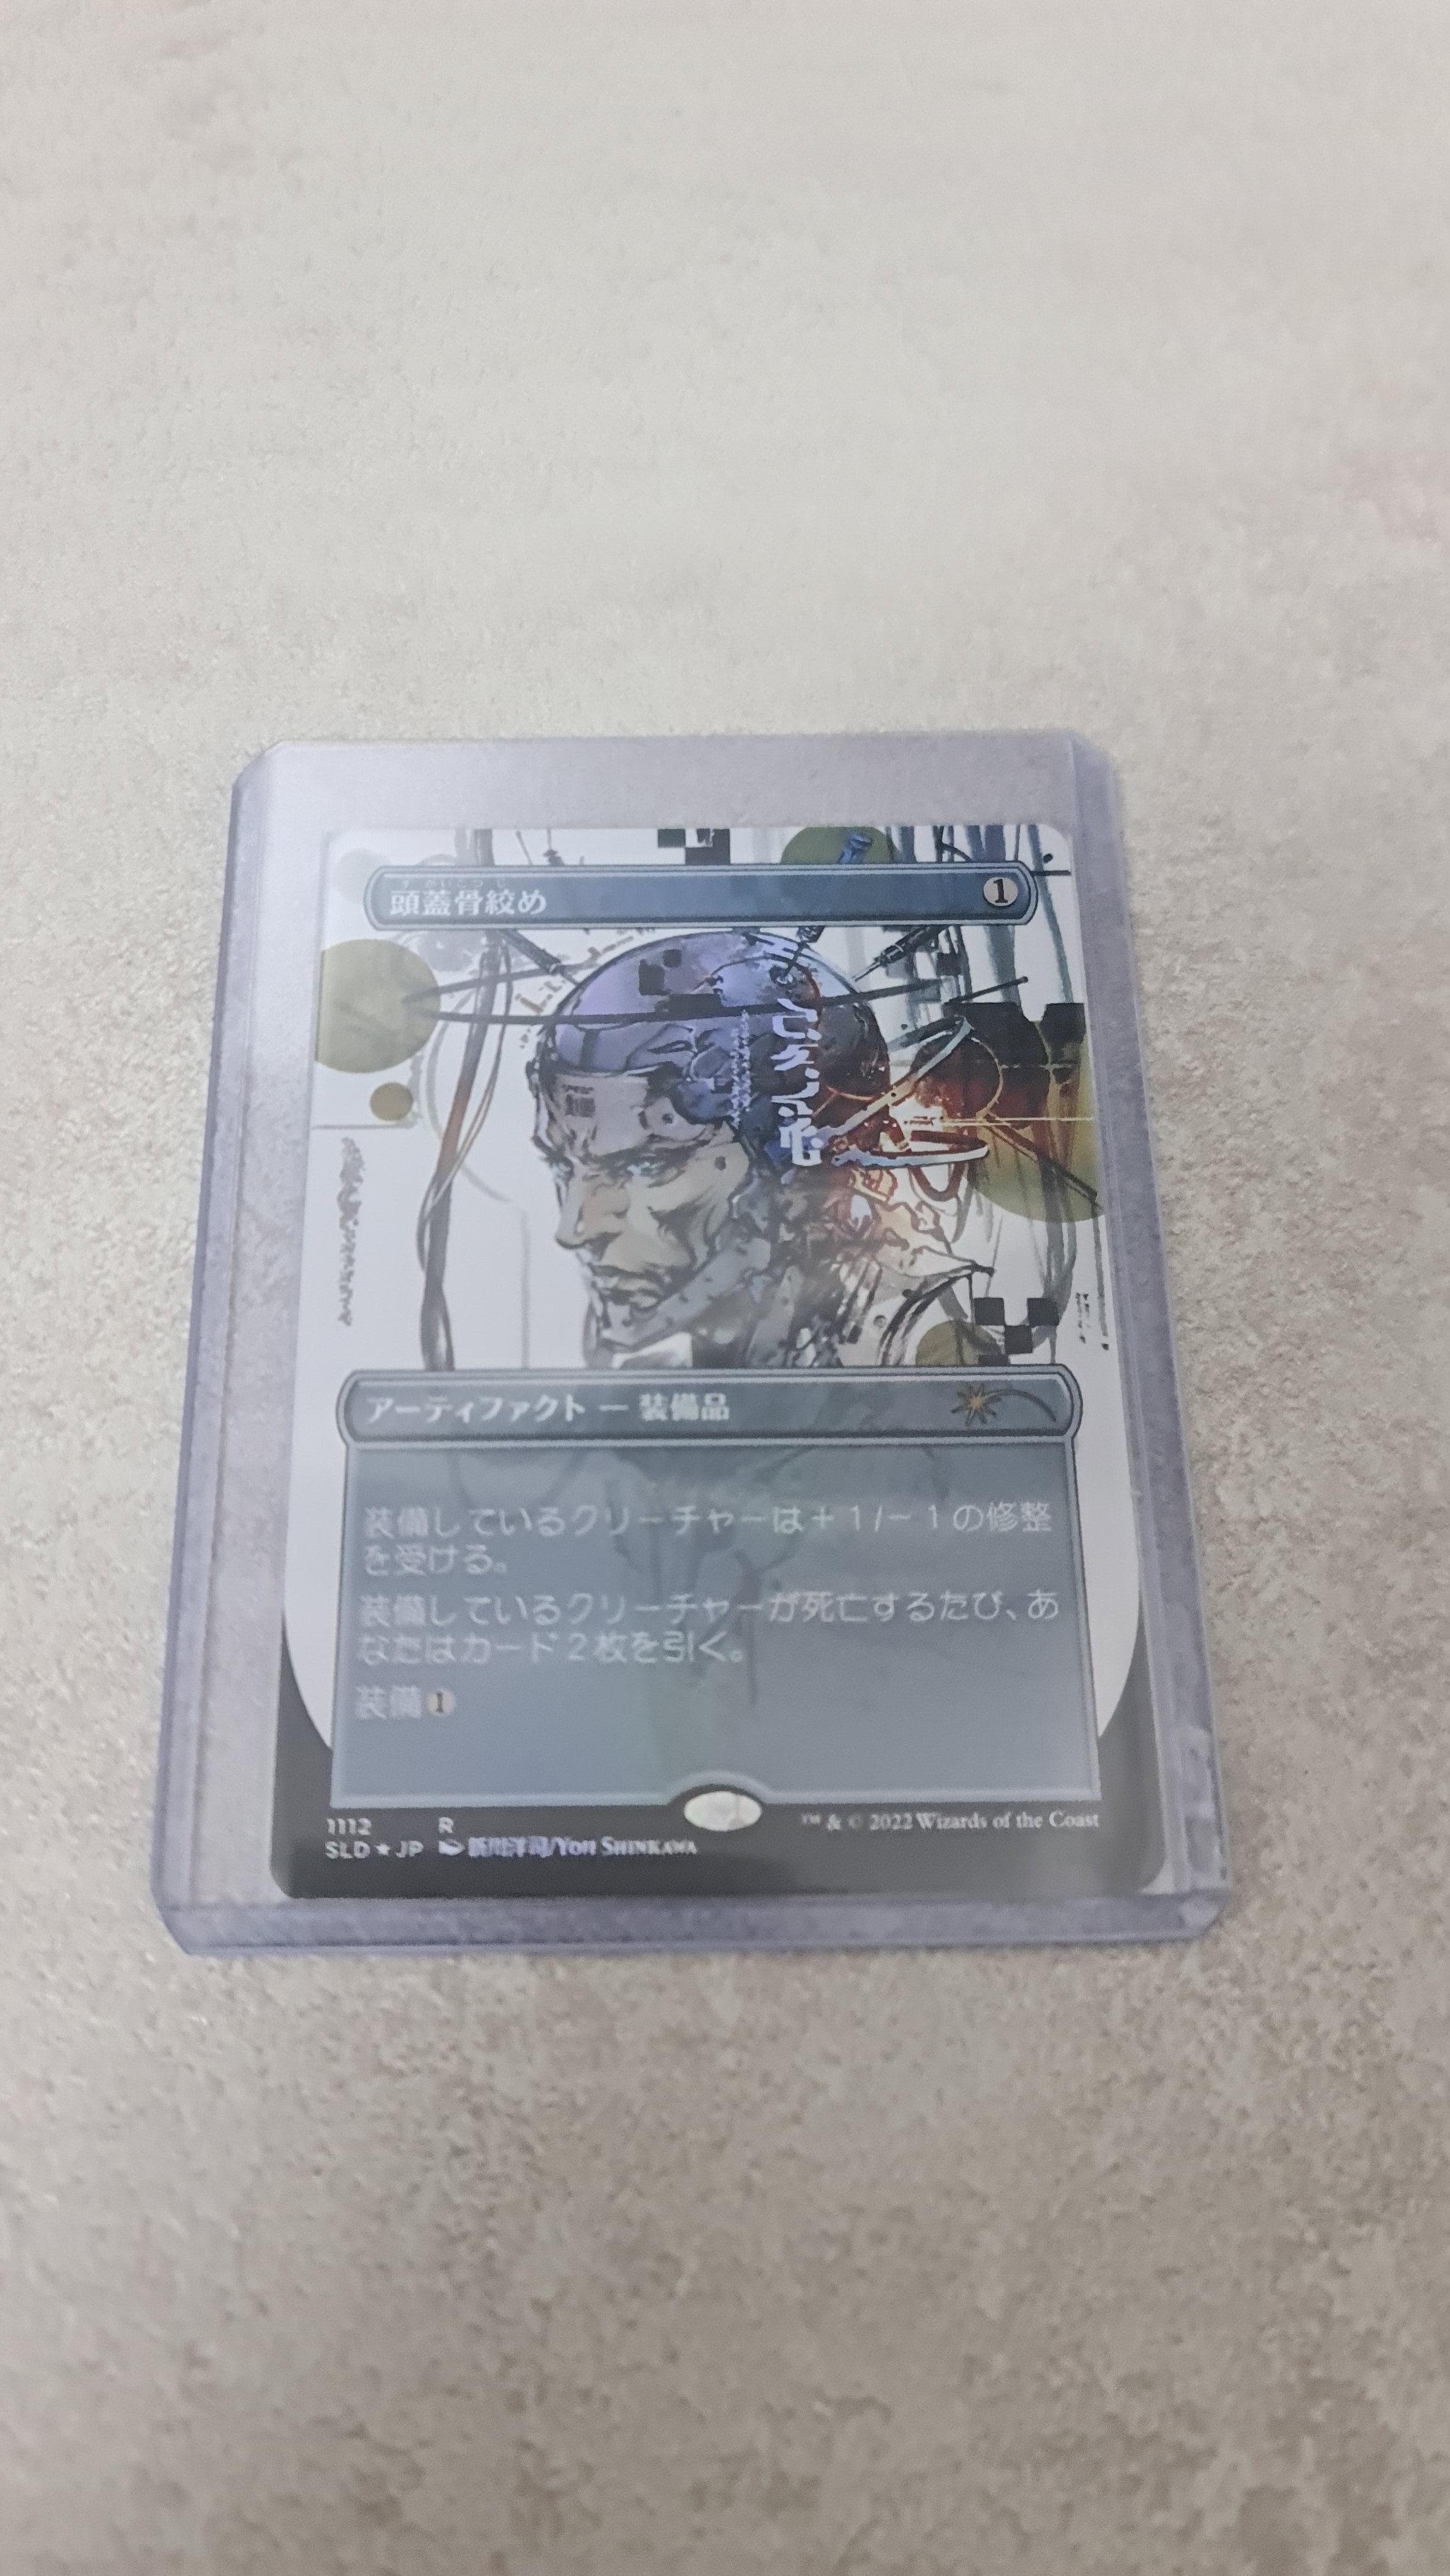 頭蓋骨絞め 1
アーティファクト ― 装備品
装備しているクリーチャーは+1/-1の修整
を受ける。
装備しているクリーチャーが死亡するたび、あ
なたはカード2枚を引く。
装備 1
1112 R ™ & © 2022 Wizards of the Coast
SLD★JP 新川洋司/Yoji Shinkawa